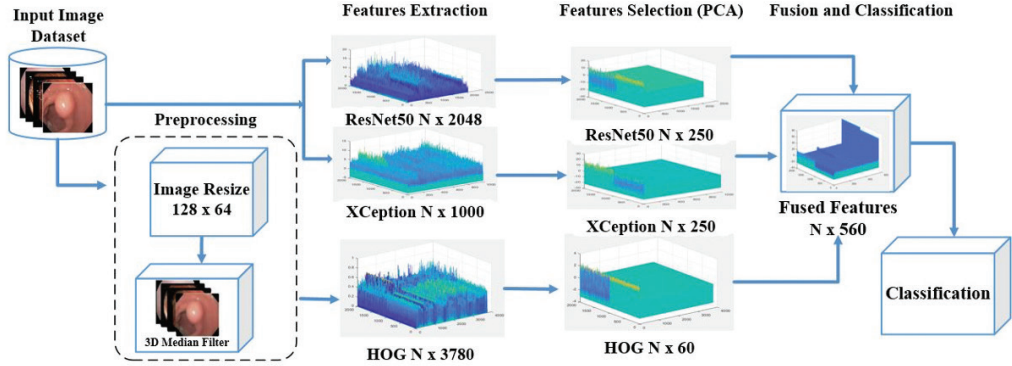 Input Image
Dataset
Features Extraction
Features Selection (PCA)
Fusion and Classification
Preprocessing
ResNet50 N x 2048
ResNet50 N x 250
Image Resize
128 x 64
XCeption N x 1000
XCeption N x 250
Fused Features
N x 560
3D Median Filter
Classification
HOG N x 3780
HOG N x 60